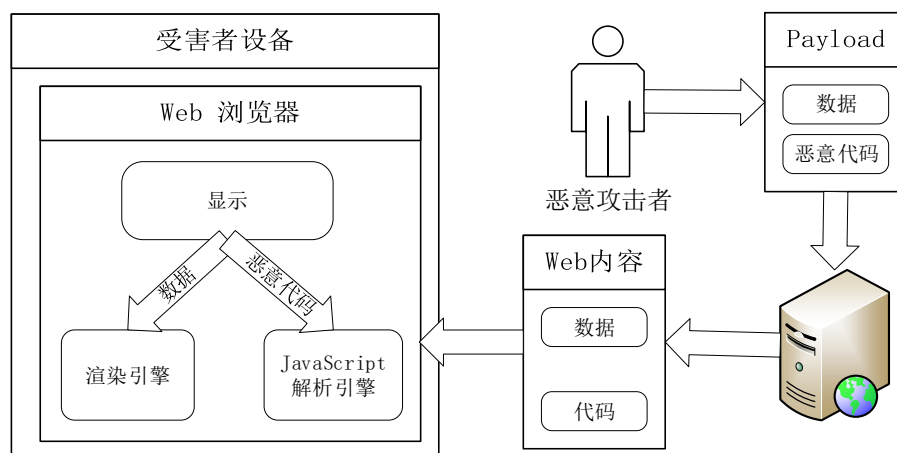 受害者设备
Web 浏览器
显示
数据
恶意代码
渲染引擎
JavaScript
解析引擎
恶意攻击者
Payload
数据
恶意代码
Web内容
数据
代码